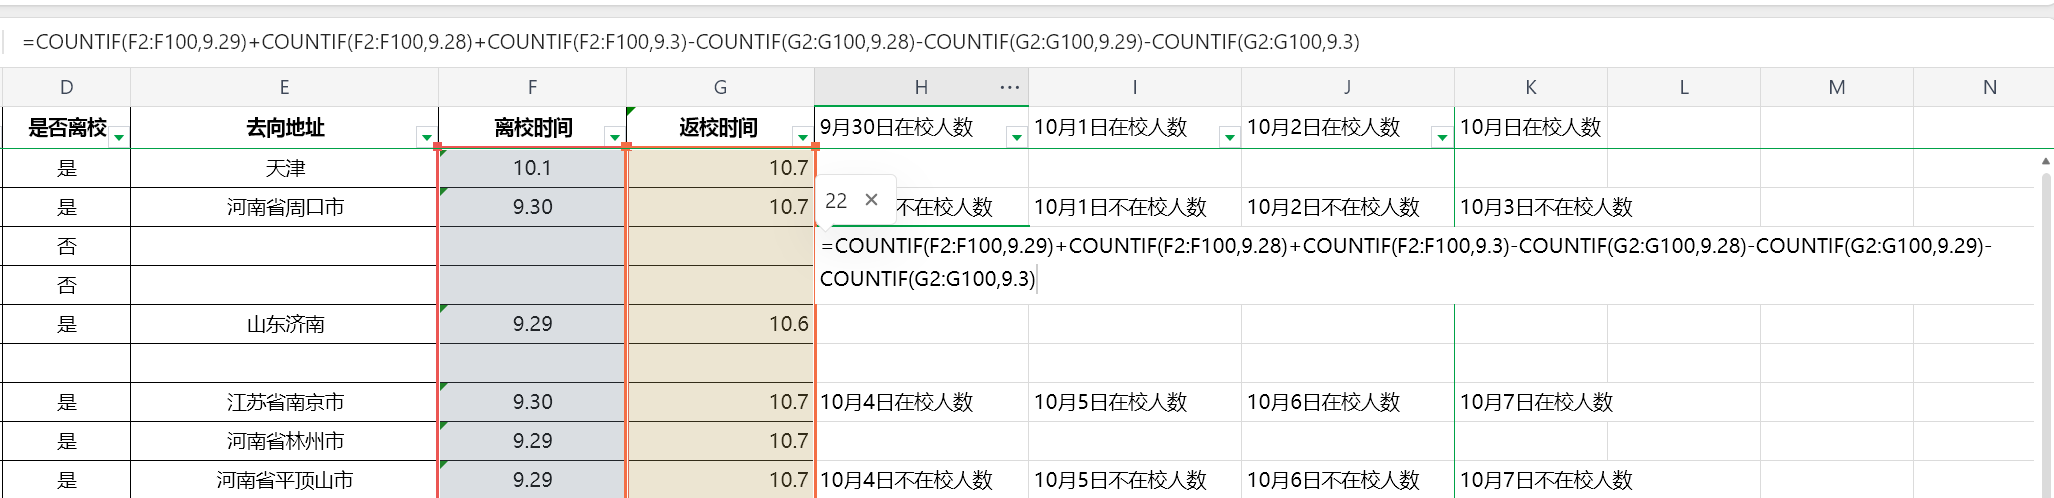 =COUNTIF(F2:F100,9.29)+COUNTIF(F2:F100,9.28)+COUNTIF(F2:F100,9.3)-COUNTIF(G2:G100,9.28)-COUNTIF(G2:G100,9.29)-COUNTIF(G2:G100,9.3)
D E F G H ··· I J K L M N
是否离校 去向地址 离校时间 返校时间 9月30日在校人数 10月1日在校人数 10月2日在校人数 10月日在校人数
是 天津 10.1 10.7
22 ×
是 河南省周口市 9.30 10.7 不在校人数 10月1日不在校人数 10月2日不在校人数 10月3日不在校人数
否 =COUNTIF(F2:F100,9.29)+COUNTIF(F2:F100,9.28)+COUNTIF(F2:F100,9.3)-COUNTIF(G2:G100,9.28)-COUNTIF(G2:G100,9.29)-
否 COUNTIF(G2:G100,9.3)
是 山东济南 9.29 10.6
是 江苏省南京市 9.30 10.7 10月4日在校人数 10月5日在校人数 10月6日在校人数 10月7日在校人数
是 河南省林州市 9.29 10.7
是 河南省平顶山市 9.29 10.7 10月4日不在校人数 10月5日不在校人数 10月6日不在校人数 10月7日不在校人数